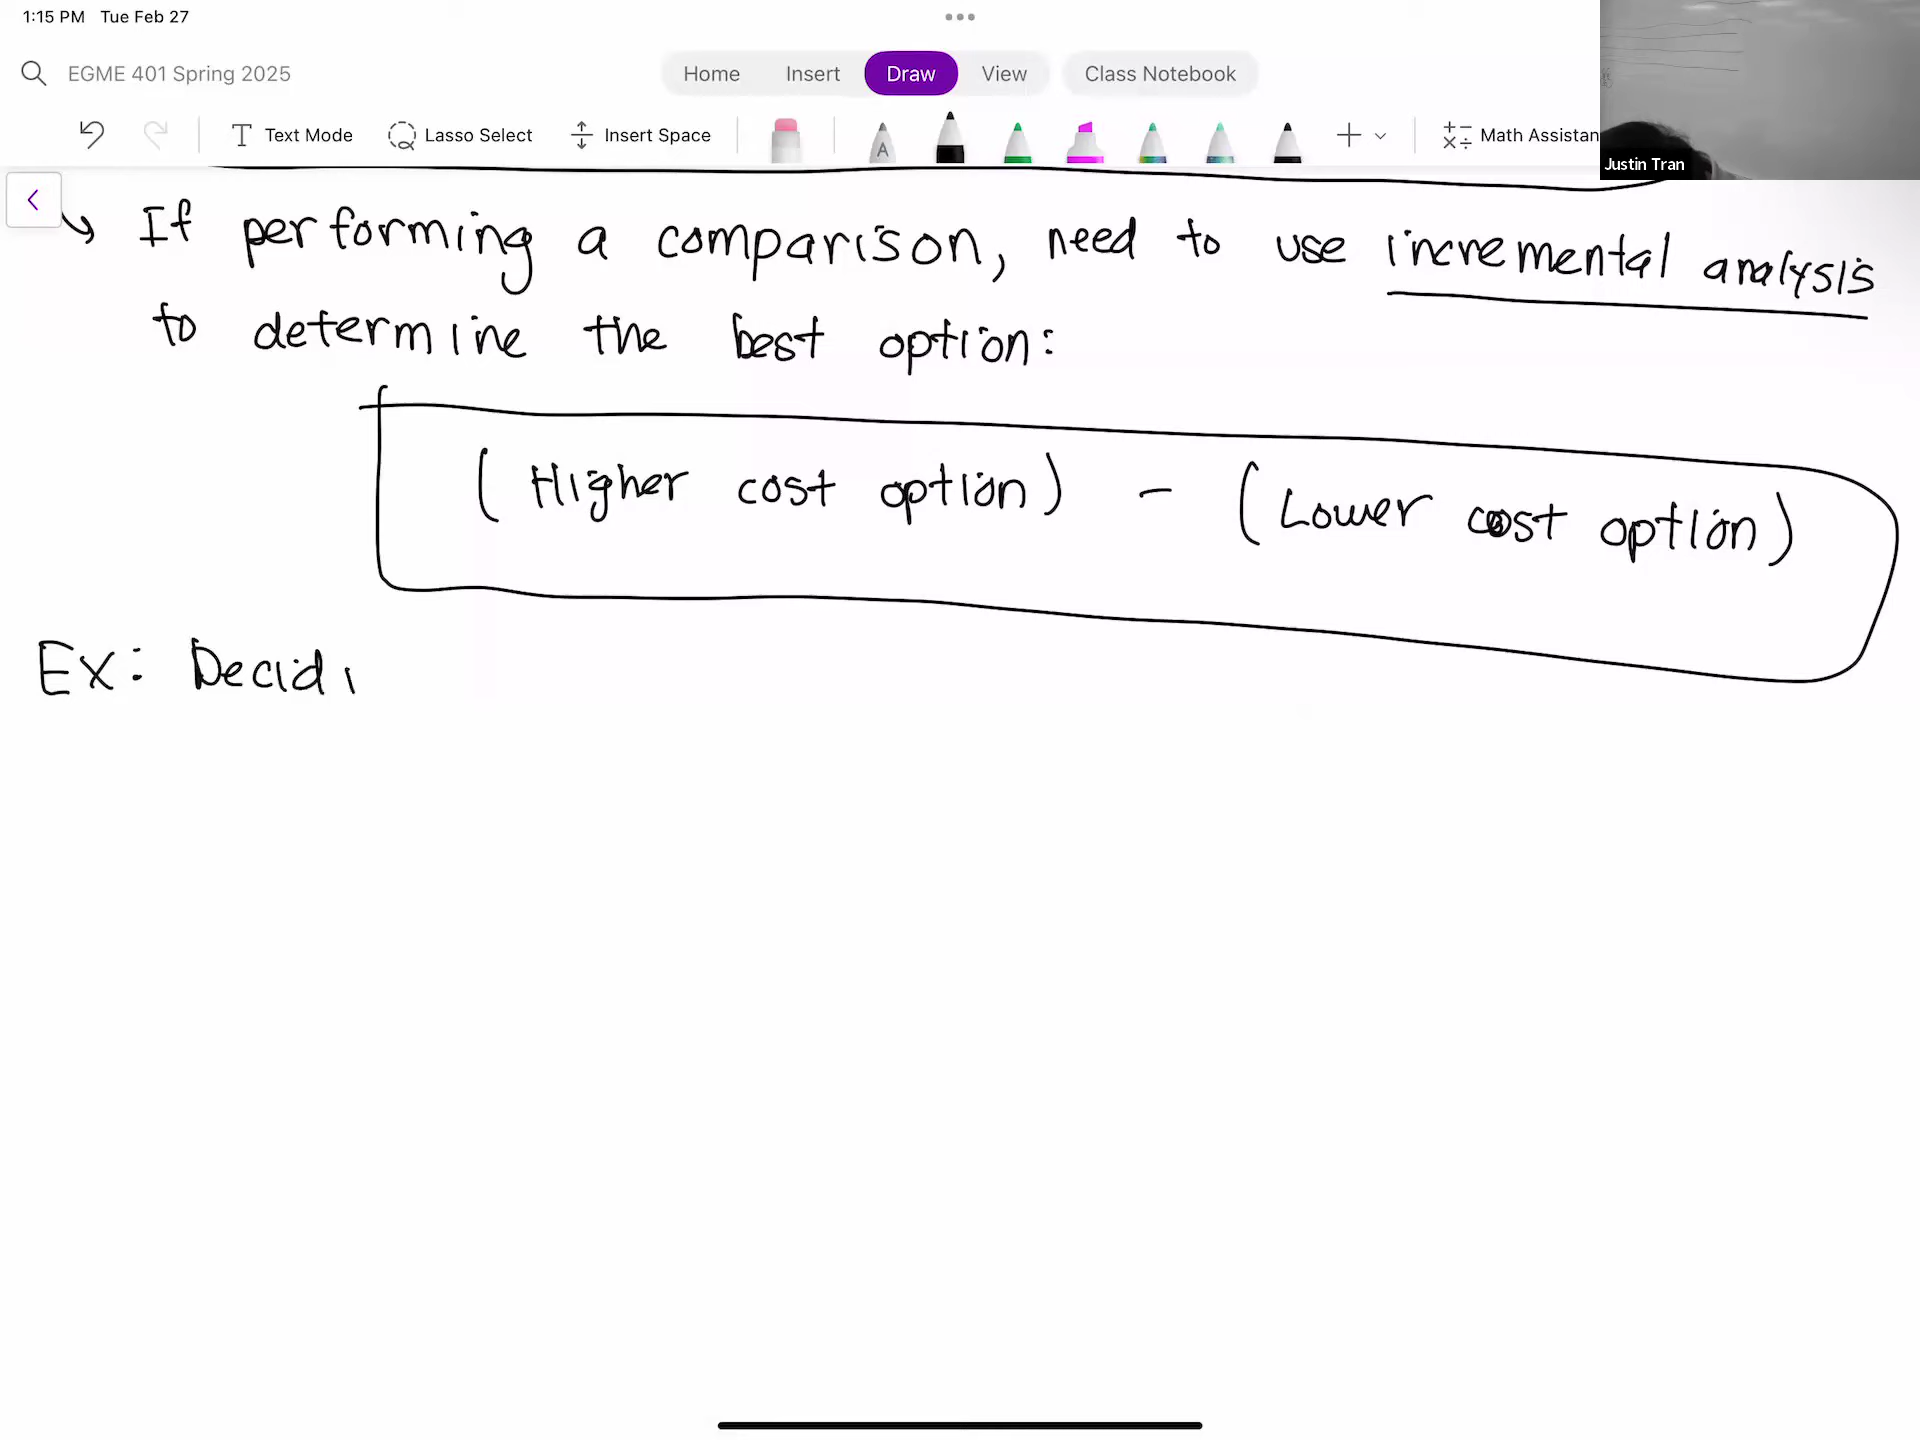 1:15 PM Tue Feb 27
EGME 401 Spring 2025
Home Insert Draw View Class Notebook
Text Mode Lasso Select Insert Space A Math Assistan
Justin Tran
If performing a comparison, need to use incremental analysis
to determine the best option:
(Higher cost option) - (Lower cost option)
Ex: Decidi